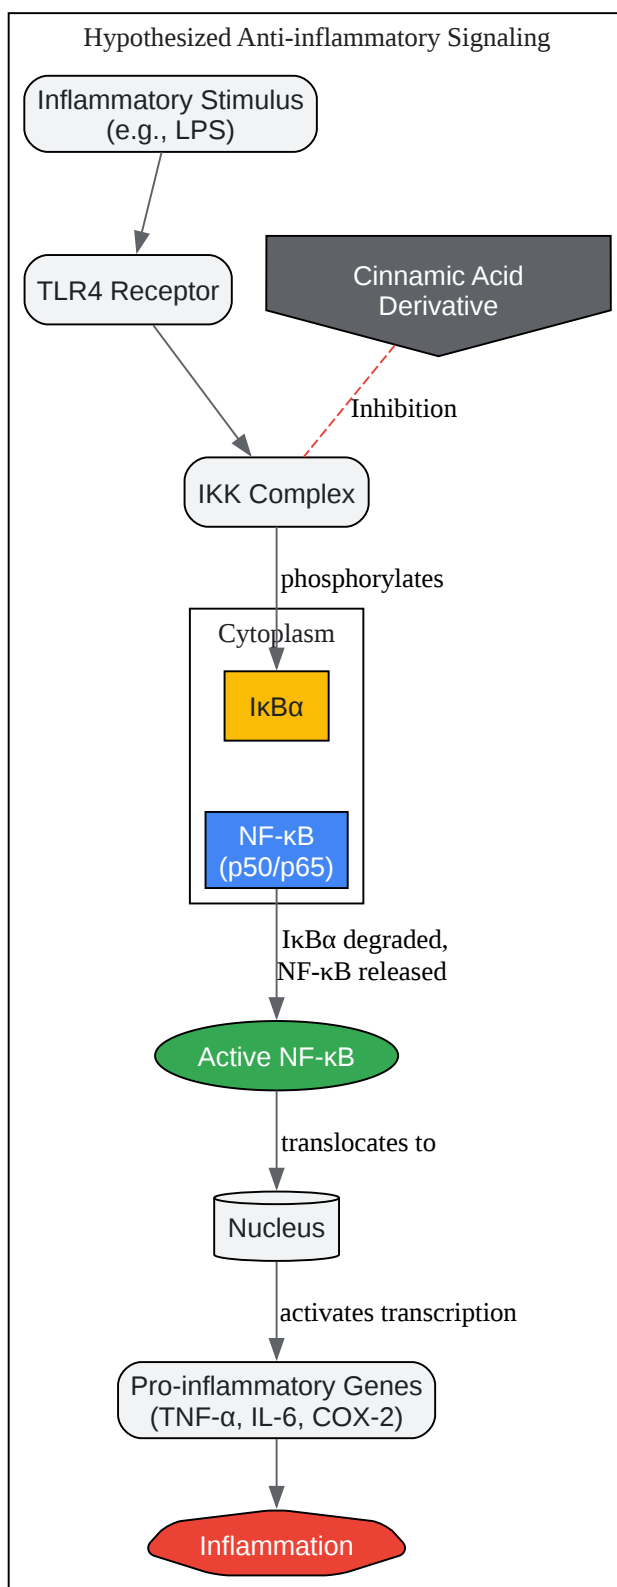 Hypothesized Anti-inflammatory Signaling
Inflammatory Stimulus
(e.g., LPS)
TLR4 Receptor
Cinnamic Acid
Derivative
Inhibition
IKK Complex
phosphorylates
Cytoplasm
IκBα
NF-κB
(p50/p65)
IκBα degraded,
NF-κB released
Active NF-κB
translocates to
Nucleus
activates transcription
Pro-inflammatory Genes
(TNF-α, IL-6, COX-2)
Inflammation